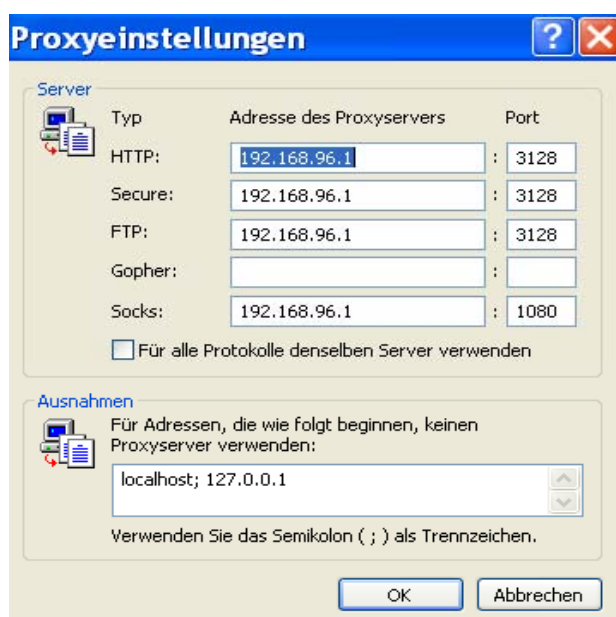 Proxyeinstellungen
Server
Typ Adresse des Proxyservers Port
HTTP: 192.168.96.1 : 3128
Secure: 192.168.96.1 : 3128
FTP: 192.168.96.1 : 3128
Gopher: :
Socks: 192.168.96.1 : 1080
Für alle Protokolle denselben Server verwenden
Ausnahmen
Für Adressen, die wie folgt beginnen, keinen
Proxyserver verwenden:
localhost; 127.0.0.1
Verwenden Sie das Semikolon ( ; ) als Trennzeichen.
OK Abbrechen